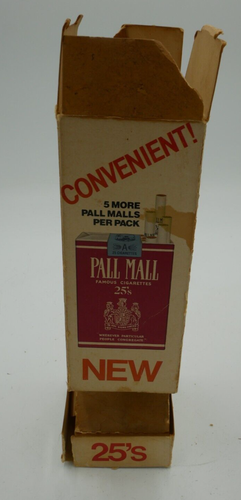 CONVENIENT!
5 MORE
PALL MALLS
PER PACK
PALL MALL
FAMOUS CIGARETTES
25's
NEW
25's